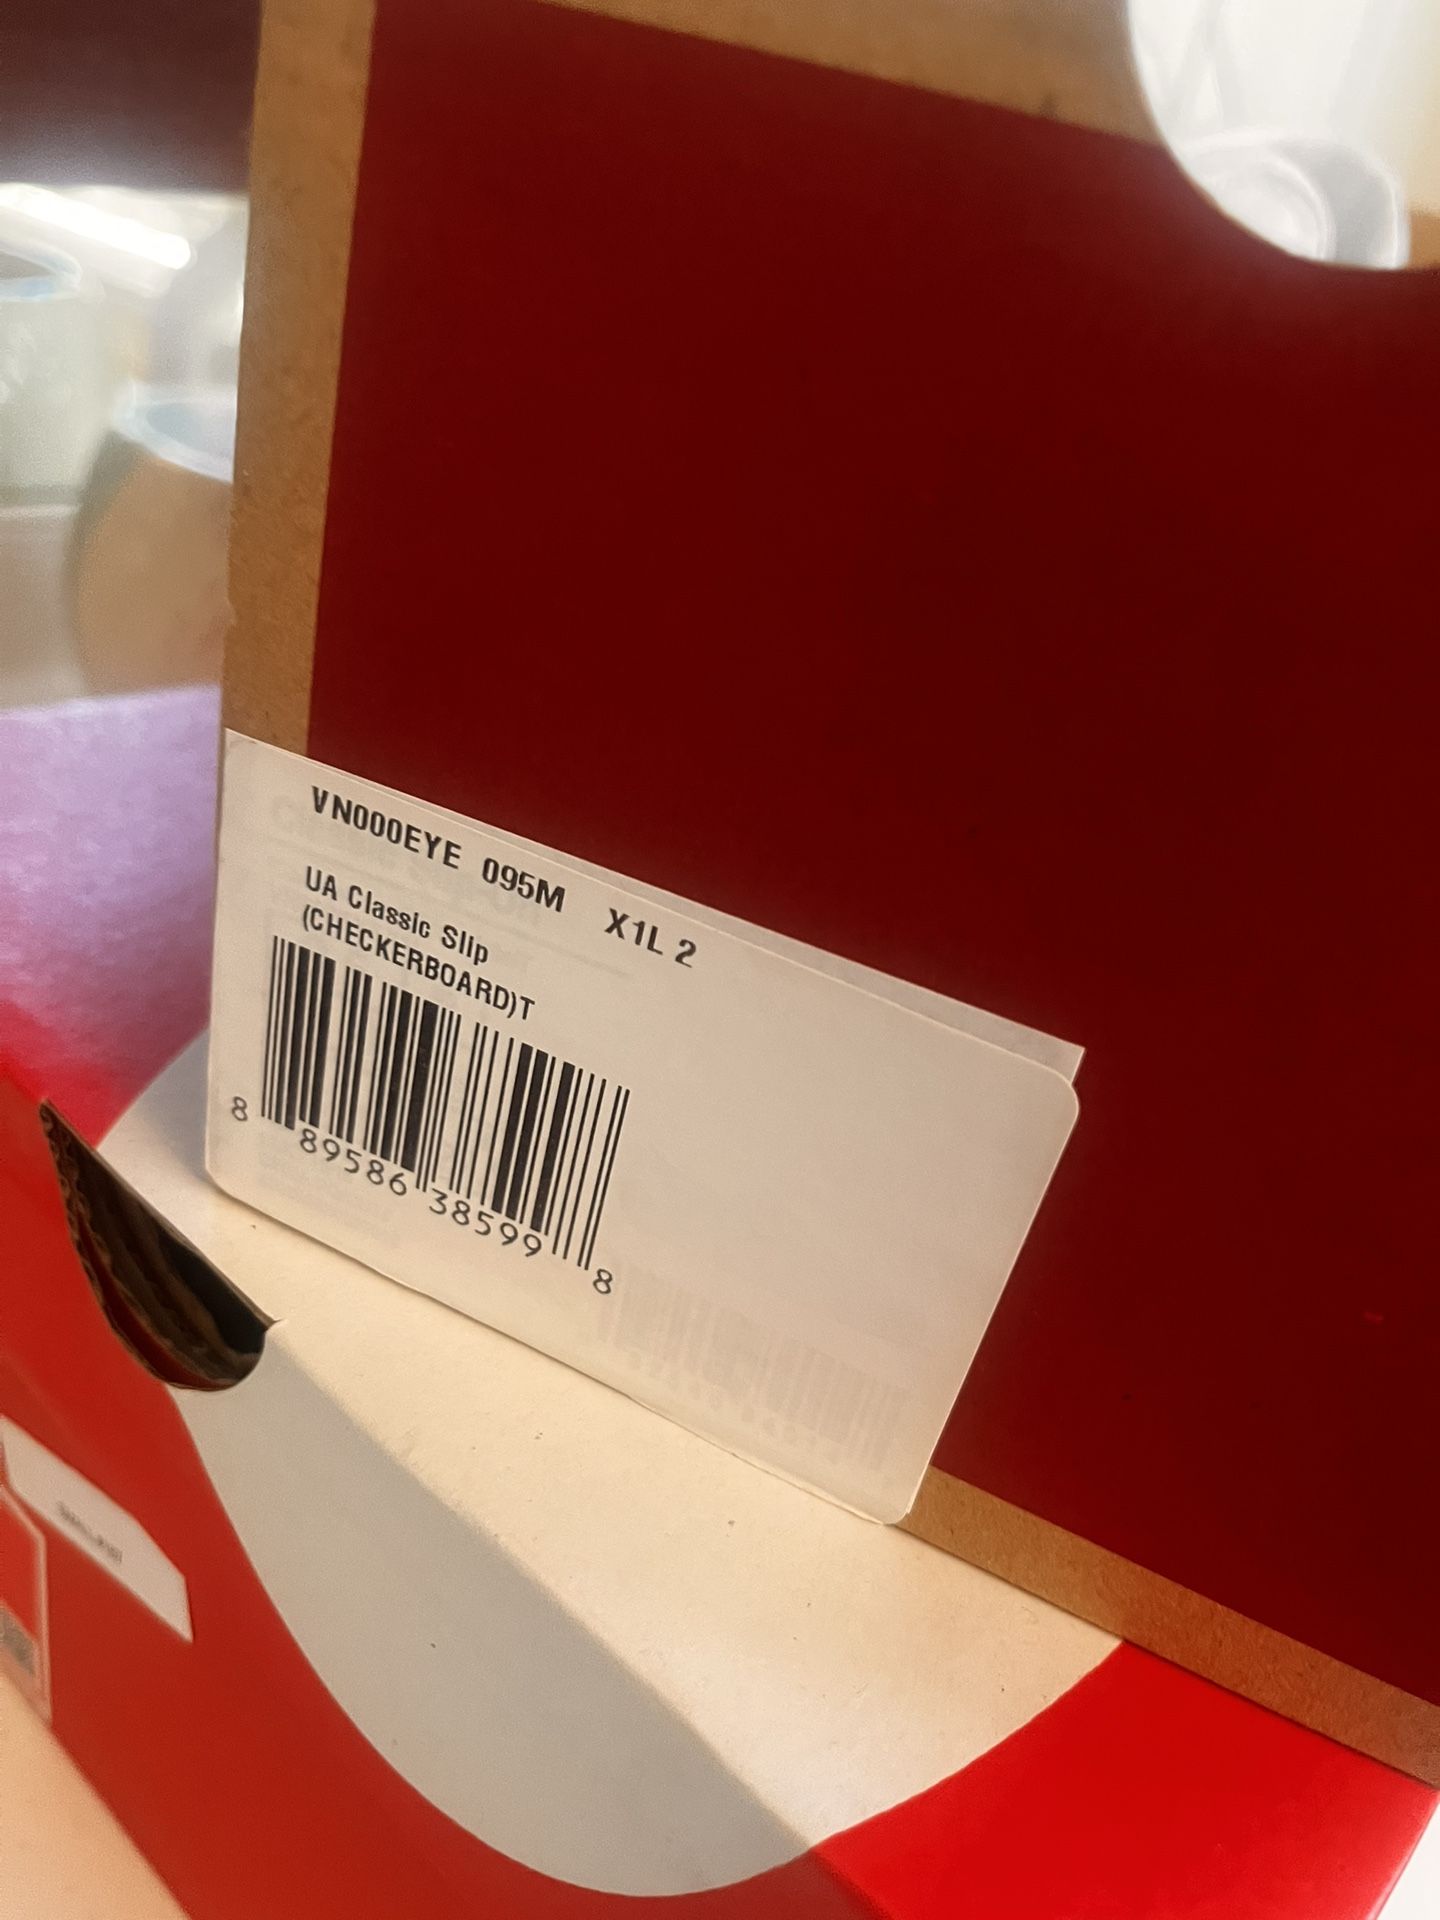 VN000EYE 095M X1L 2
UA Classic Slip
(CHECKERBOARD)T
8 89586 38599 8